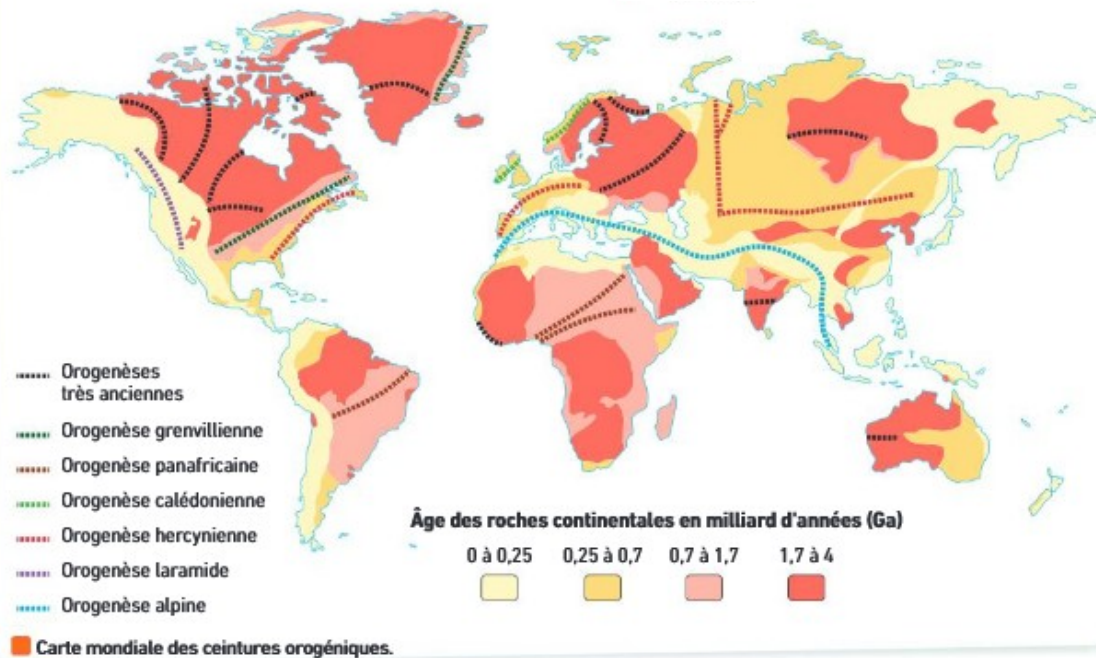 Orogenèses
très anciennes
Orogenèse grenvillienne
Orogenèse panafricaine
Orogenèse calédonienne
Orogenèse hercynienne
Orogenèse laramide
Orogenèse alpine
Âge des roches continentales en milliard d'années (Ga)
0 à 0,25 0,25 à 0,7 0,7 à 1,7 1,7 à 4
Carte mondiale des ceintures orogéniques.